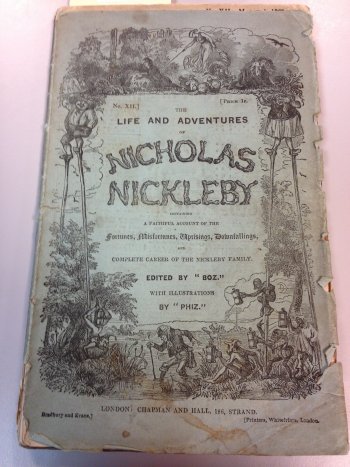 No. XII.] [Price 1s.
THE
LIFE AND ADVENTURES
OF
NICHOLAS
NICKLEBY
CONTAINING
A FAITHFUL ACCOUNT OF THE
Fortunes, Misfortunes, Uprisings, Downfallings,
AND
COMPLETE CAREER OF THE NICKLEBY FAMILY.
EDITED BY "BOZ."
WITH ILLUSTRATIONS
BY "PHIZ."
LONDON: CHAPMAN AND HALL, 186, STRAND.
Bradbury and Evans,] [Printers, Whitefriars, London.